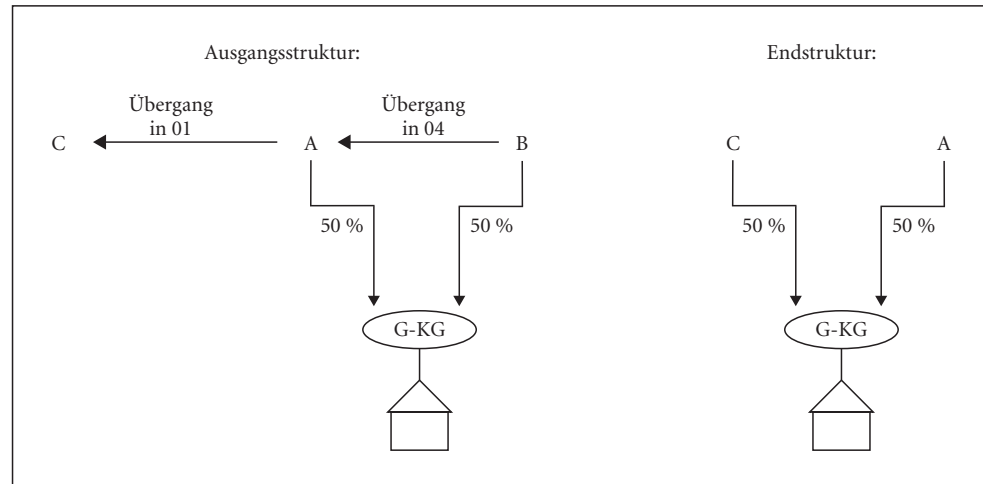 Ausgangsstruktur:
Endstruktur:
Übergang
in 01
Übergang
in 04
C
A
B
C
A
50 %
50 %
50 %
50 %
G-KG
G-KG